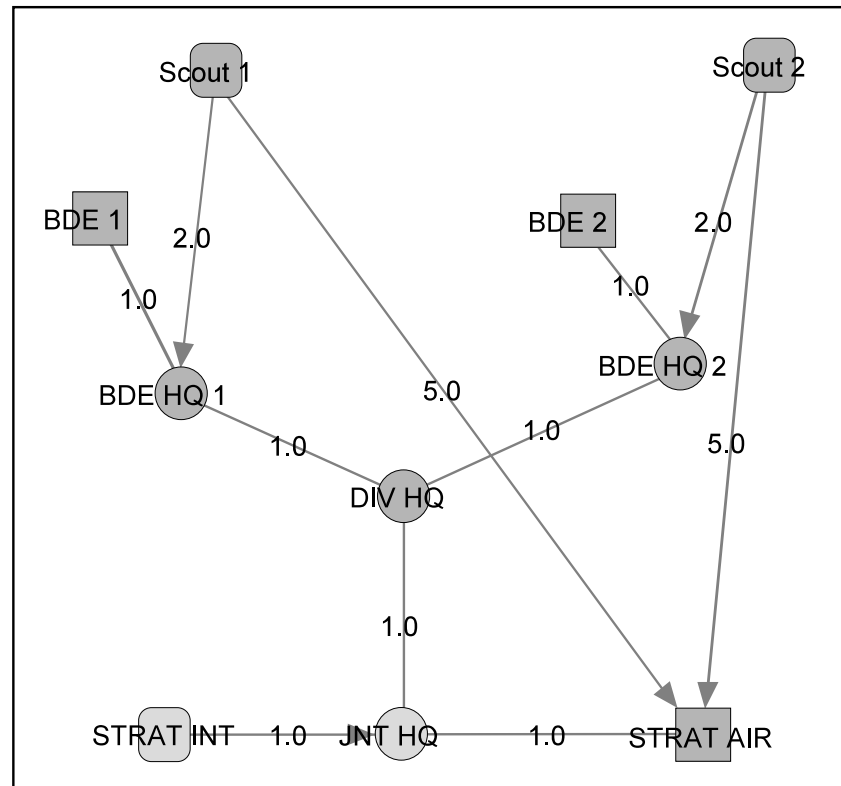 Scout 1
Scout 2
BDE 1
BDE 2
2.0
2.0
1.0
1.0
BDE HQ 1
BDE HQ 2
5.0
1.0
1.0
5.0
DIV HQ
1.0
STRAT INT
1.0
JNT HQ
1.0
STRAT AIR